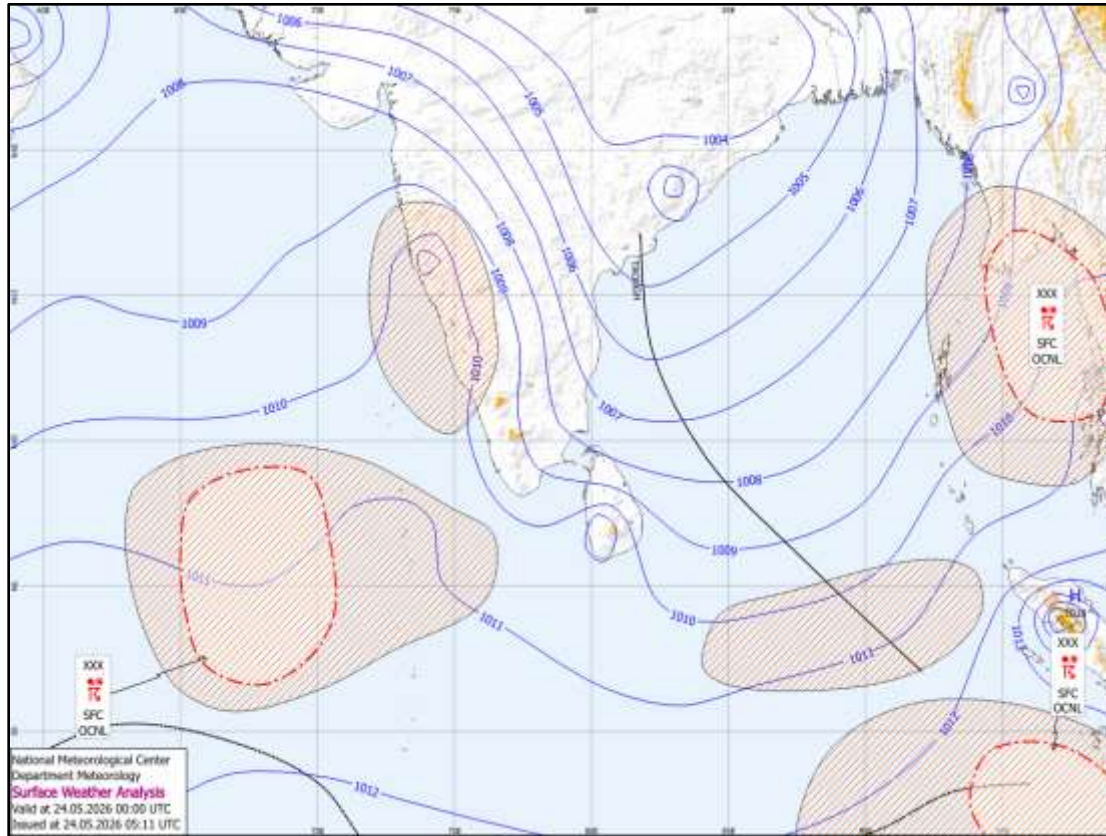 1006
1007
1008
1005
1004
1005
1006
1007
1008
1009
1006
1009
1010
1010
1007
1008
1009
1010
1010
1011
1011
1011
1012
1012
1013
H
XXX
SFC
OCNL
XXX
SFC
OCNL
XXX
SFC
OCNL
TROUGH
National Meteorological Center
Department Meteorology
Surface Weather Analysis
Valid at 24.05.2026 00:00 UTC
Issued at 24.05.2026 05:11 UTC